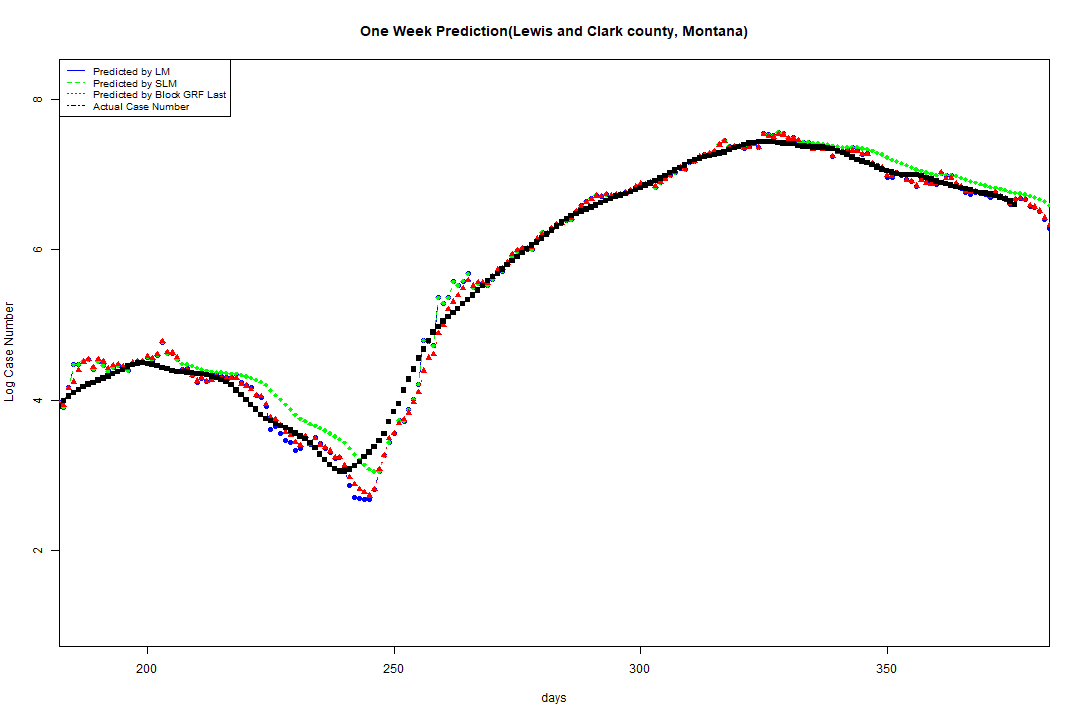 One Week Prediction(Lewis and Clark county, Montana)
Predicted by LM
Predicted by SLM
Predicted by Block GRF Last
Actual Case Number
Log Case Number
8
6
4
2
200 250 300 350
days